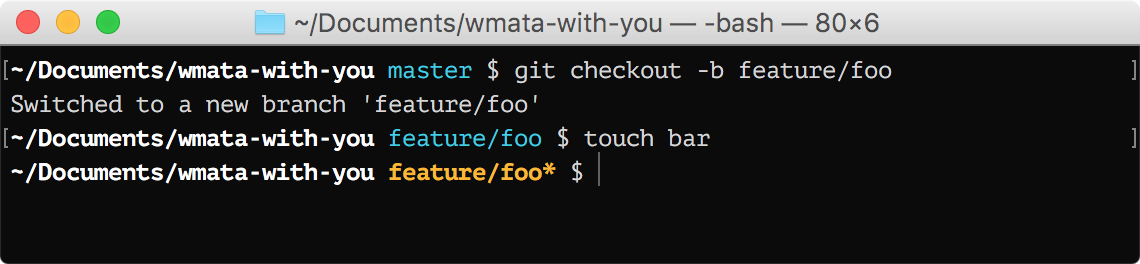 ~/Documents/wmata-with-you — -bash — 80×6
[~/Documents/wmata-with-you master $ git checkout -b feature/foo ]
Switched to a new branch 'feature/foo'
[~/Documents/wmata-with-you feature/foo $ touch bar ]
~/Documents/wmata-with-you feature/foo* $